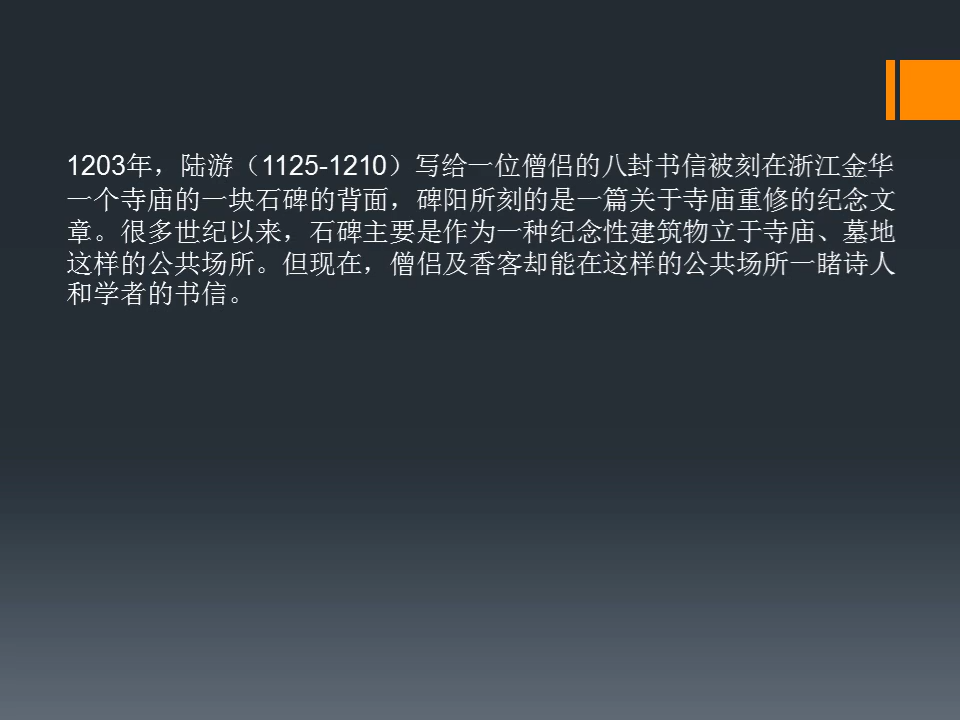 1203年，陆游（1125-1210）写给一位僧侣的八封书信被刻在浙江金华
一个寺庙的一块石碑的背面，碑阳所刻的是一篇关于寺庙重修的纪念文
章。很多世纪以来，石碑主要是作为一种纪念性建筑物立于寺庙、墓地
这样的公共场所。但现在，僧侣及香客却能在这样的公共场所一睹诗人
和学者的书信。